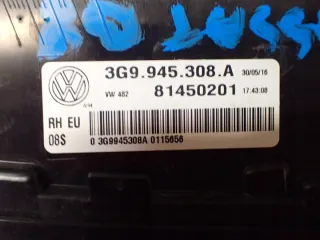 3G9.945.308.A 30/05/16
VW 482 81450201 17:43:08
RH EU
08S 0 3G9945308A 0115656